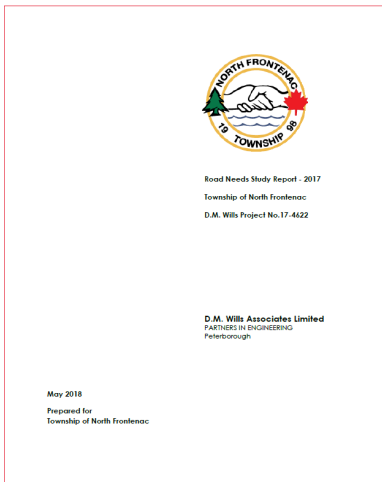 NORTH FRONTENAC
19 TOWNSHIP 98
Road Needs Study Report - 2017
Township of North Frontenac
D.M. Wills Project No.17-4622
D.M. Wills Associates Limited
PARTNERS IN ENGINEERING
Peterborough
May 2018
Prepared for
Township of North Frontenac